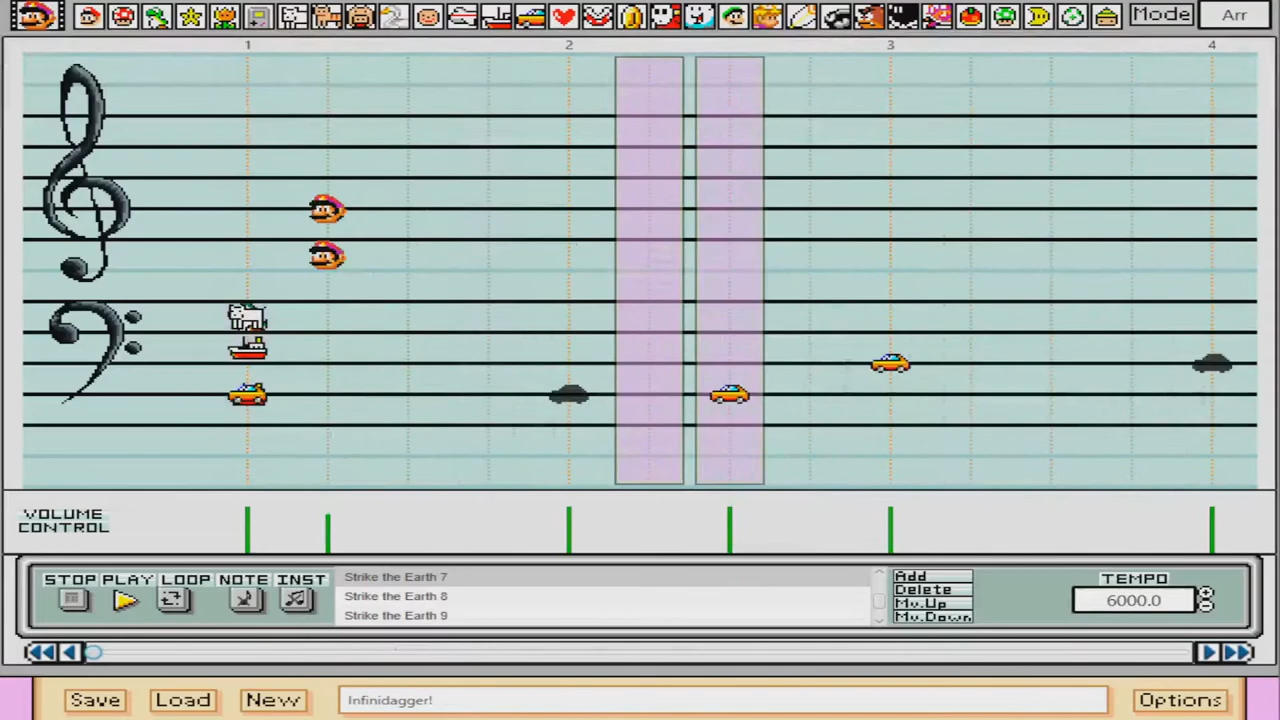 Mode Arr
1 2 3 4
VOLUME
CONTROL
STOP PLAY LOOP NOTE INST
Strike the Earth 7
Strike the Earth 8
Strike the Earth 9
Add
Delete
Mv.Up
Mv.Down
TEMPO
6000.0
Save Load New Infinidagger! Options